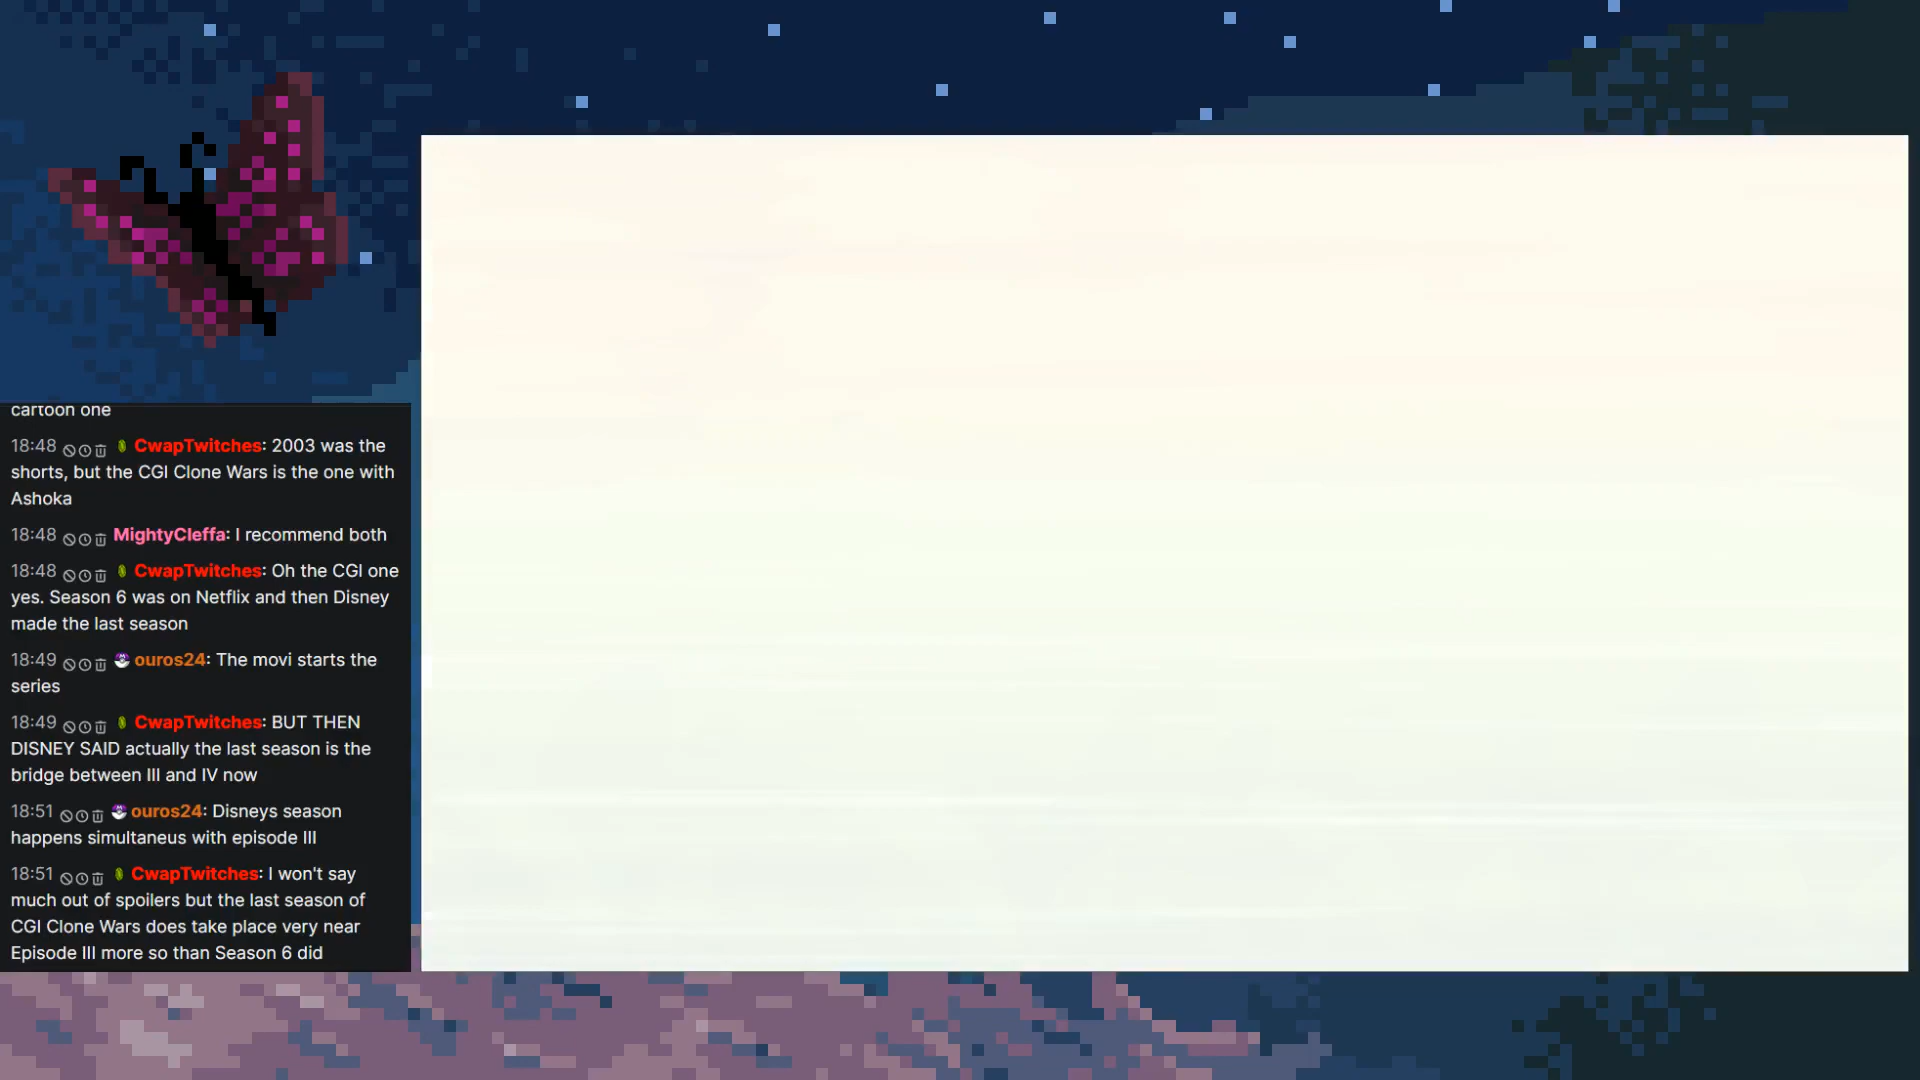 cartoon one
18:48 CwapTwitches: 2003 was the
shorts, but the CGI Clone Wars is the one with
Ashoka
18:48 MightyCleffa: I recommend both
18:48 CwapTwitches: Oh the CGI one
yes. Season 6 was on Netflix and then Disney
made the last season
18:49 ouros24: The movi starts the
series
18:49 CwapTwitches: BUT THEN
DISNEY SAID actually the last season is the
bridge between III and IV now
18:51 ouros24: Disneys season
happens simultaneus with episode III
18:51 CwapTwitches: I won't say
much out of spoilers but the last season of
CGI Clone Wars does take place very near
Episode III more so than Season 6 did